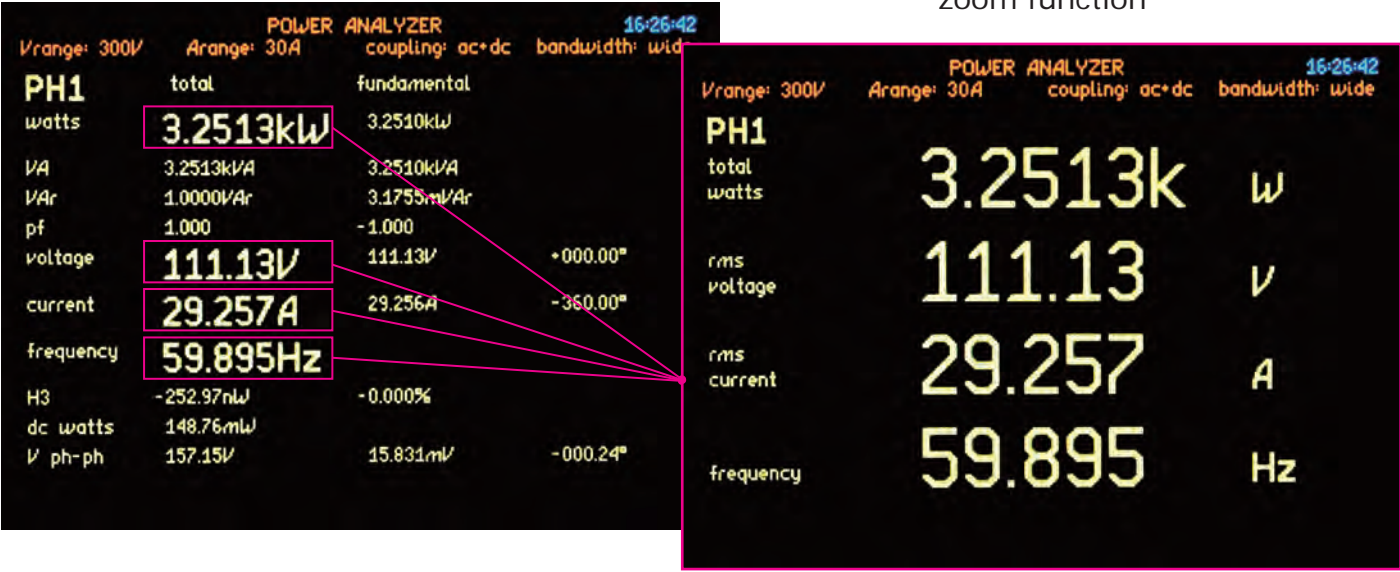 zoom function
POWER ANALYZER 16:26:42
Vrange: 300V Arange: 30A coupling: ac+dc bandwidth: wide
PH1 total fundamental
watts 3.2513kW 3.2510kW
VA 3.2513kVA 3.2510kVA
VAr 1.0000VAr 3.1755mVAr
pf 1.000 -1.000
voltage 111.13V 111.13V +000.00°
current 29.257A 29.256A -360.00°
frequency 59.895Hz
H3 -252.97nW -0.000%
dc watts 148.76mW
V ph-ph 157.15V 15.831mV -000.24°
POWER ANALYZER 16:26:42
Vrange: 300V Arange: 30A coupling: ac+dc bandwidth: wide
PH1
total
watts 3.2513k W
rms
voltage 111.13 V
rms
current 29.257 A
frequency 59.895 Hz